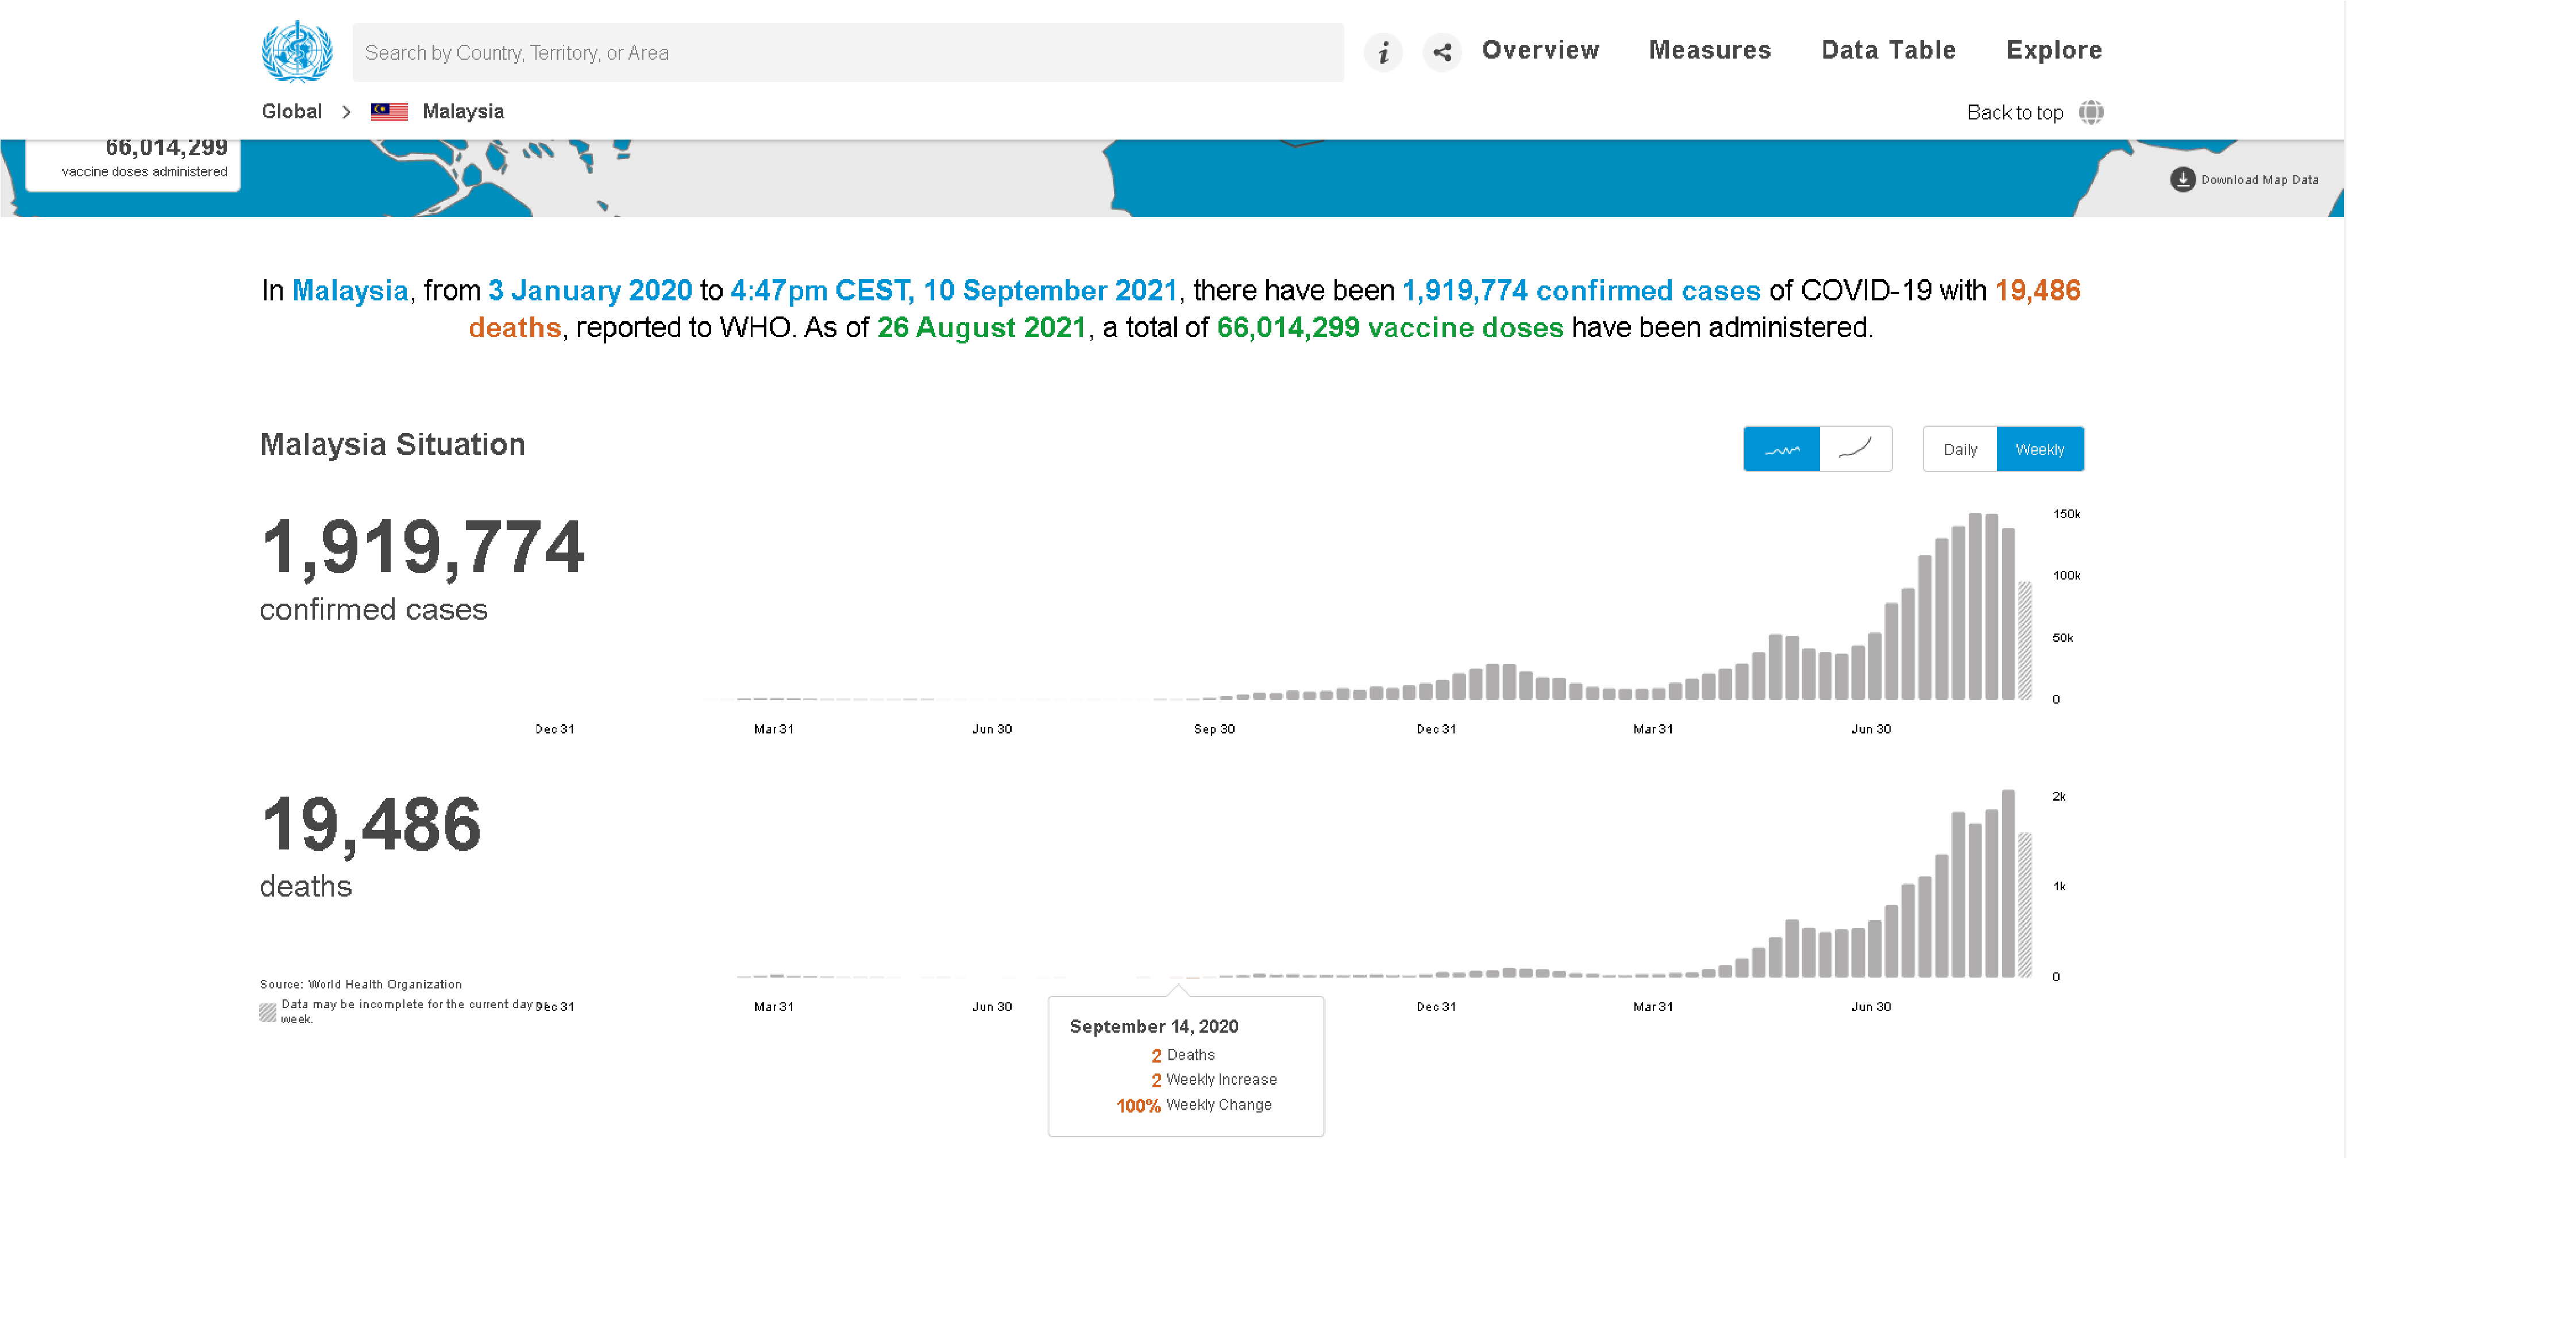 Search by Country, Territory, or Area
i
Overview
Measures
Data Table
Explore
Global > Malaysia
Back to top
66,014,299
vaccine doses administered
Download Map Data
In Malaysia, from 3 January 2020 to 4:47pm CEST, 10 September 2021, there have been 1,919,774 confirmed cases of COVID-19 with 19,486
deaths, reported to WHO. As of 26 August 2021, a total of 66,014,299 vaccine doses have been administered.
Malaysia Situation
Daily
Weekly
1,919,774
confirmed cases
150k
100k
50k
0
Dec 31
Mar 31
Jun 30
Sep 30
Dec 31
Mar 31
Jun 30
19,486
deaths
2k
1k
0
Source: World Health Organization
Data may be incomplete for the current day
week.
Dec 31
Mar 31
Jun 30
Dec 31
Mar 31
Jun 30
September 14, 2020
2 Deaths
2 Weekly Increase
100% Weekly Change